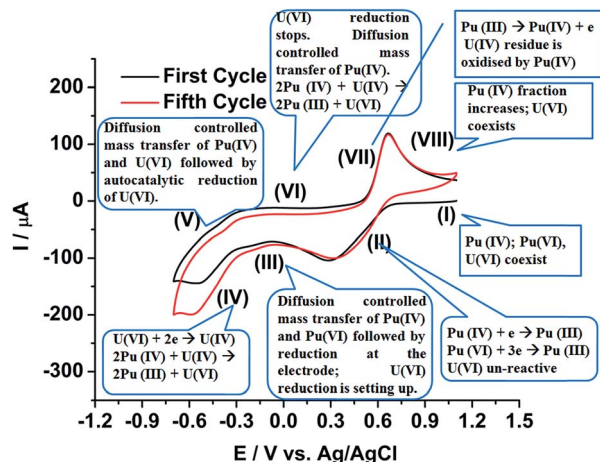 U(VI) reduction
stops. Diffusion
controlled mass
transfer of Pu(IV).
2Pu (IV) + U(IV) →
2Pu (III) + U(VI)
Pu (III) → Pu(IV) + e
U(IV) residue is
oxidised by Pu(IV)
First Cycle
Fifth Cycle
Pu (IV) fraction
increases; U(VI)
coexists
Diffusion controlled
mass transfer of Pu(IV)
and U(VI) followed by
autocatalytic reduction
of U(VI).
(VII)
(VIII)
(VI)
(V)
(I)
(II)
(III)
(IV)
Pu (IV); Pu(VI),
U(VI) coexist
U(VI) + 2e → U(IV)
2Pu (IV) + U(IV) →
2Pu (III) + U(VI)
Diffusion controlled
mass transfer of Pu(IV)
and Pu(VI) followed by
reduction at the
electrode; U(VI)
reduction is setting up.
Pu (IV) + e → Pu (III)
Pu (VI) + 3e → Pu (III)
U(VI) un-reactive
I / µA
300
200
100
0
-100
-200
-300
-1.2 -0.9 -0.6 -0.3 0.0 0.3 0.6 0.9 1.2 1.5
E / V vs. Ag/AgCl